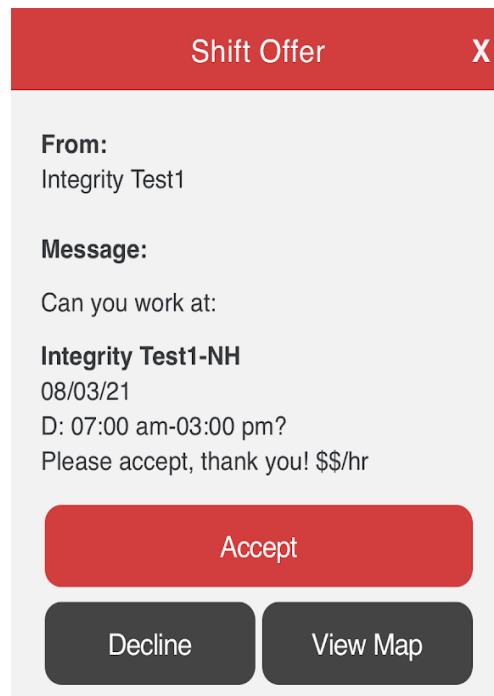 Shift Offer X
From:
Integrity Test1
Message:
Can you work at:
Integrity Test1-NH
08/03/21
D: 07:00 am-03:00 pm?
Please accept, thank you! $$/hr
Accept
Decline View Map